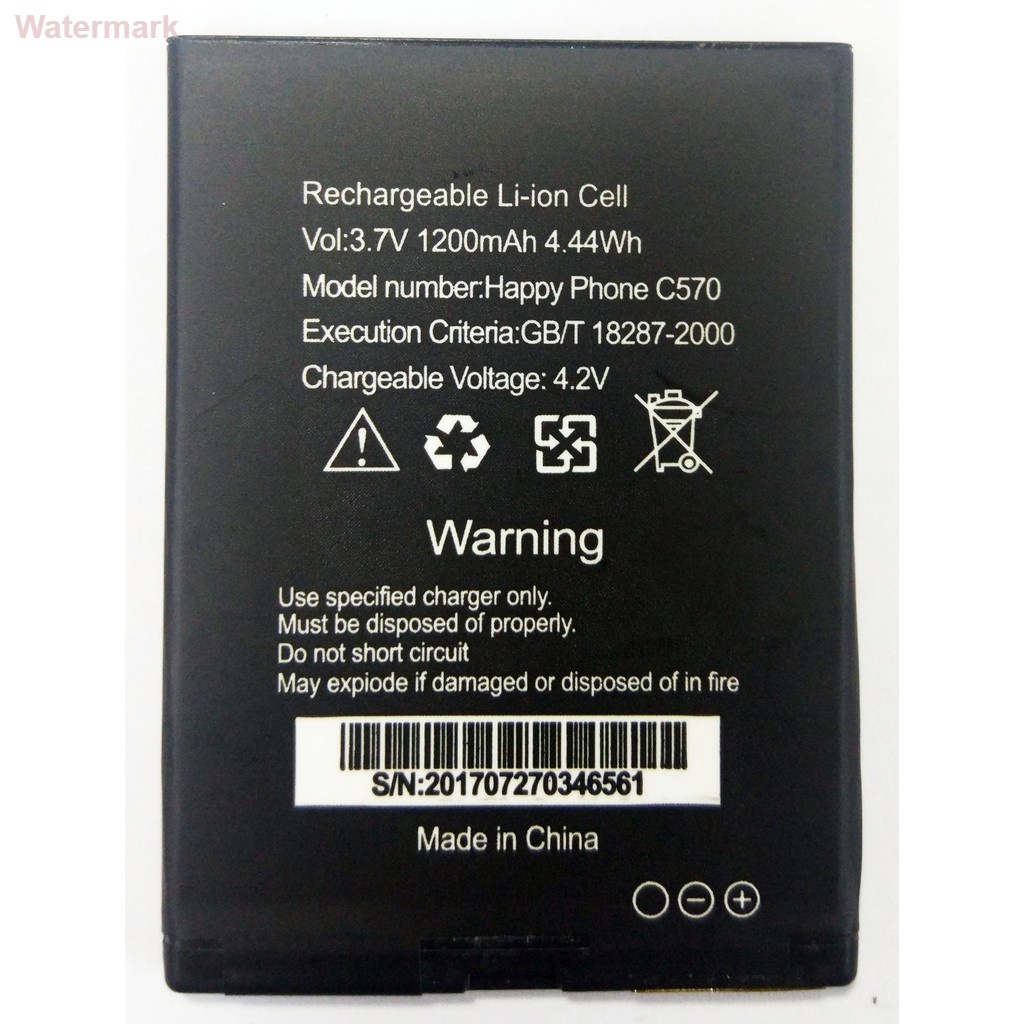 Watermark
Rechargeable Li-ion Cell
Vol:3.7V 1200mAh 4.44Wh
Model number:Happy Phone C570
Execution Criteria:GB/T 18287-2000
Chargeable Voltage: 4.2V
Warning
Use specified charger only.
Must be disposed of properly.
Do not short circuit
May expiode if damaged or disposed of in fire
S/N:201707270346561
Made in China